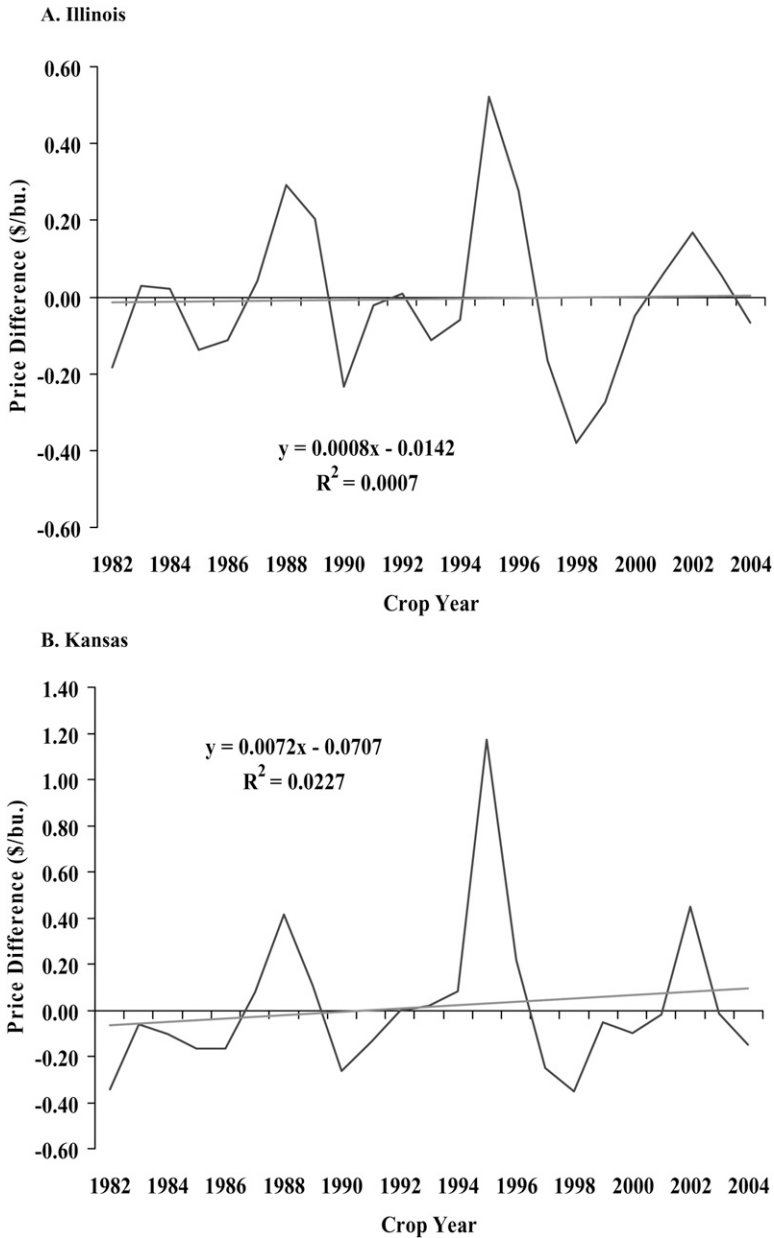 A. Illinois
0.60
0.40
0.20
0.00
-0.20
-0.40
-0.60
Price Difference ($/bu.)
y = 0.0008x - 0.0142
R² = 0.0007
1982 1984 1986 1988 1990 1992 1994 1996 1998 2000 2002 2004
Crop Year
B. Kansas
1.40
1.20
1.00
0.80
0.60
0.40
0.20
0.00
-0.20
-0.40
-0.60
Price Difference ($/bu.)
y = 0.0072x - 0.0707
R² = 0.0227
1982 1984 1986 1988 1990 1992 1994 1996 1998 2000 2002 2004
Crop Year